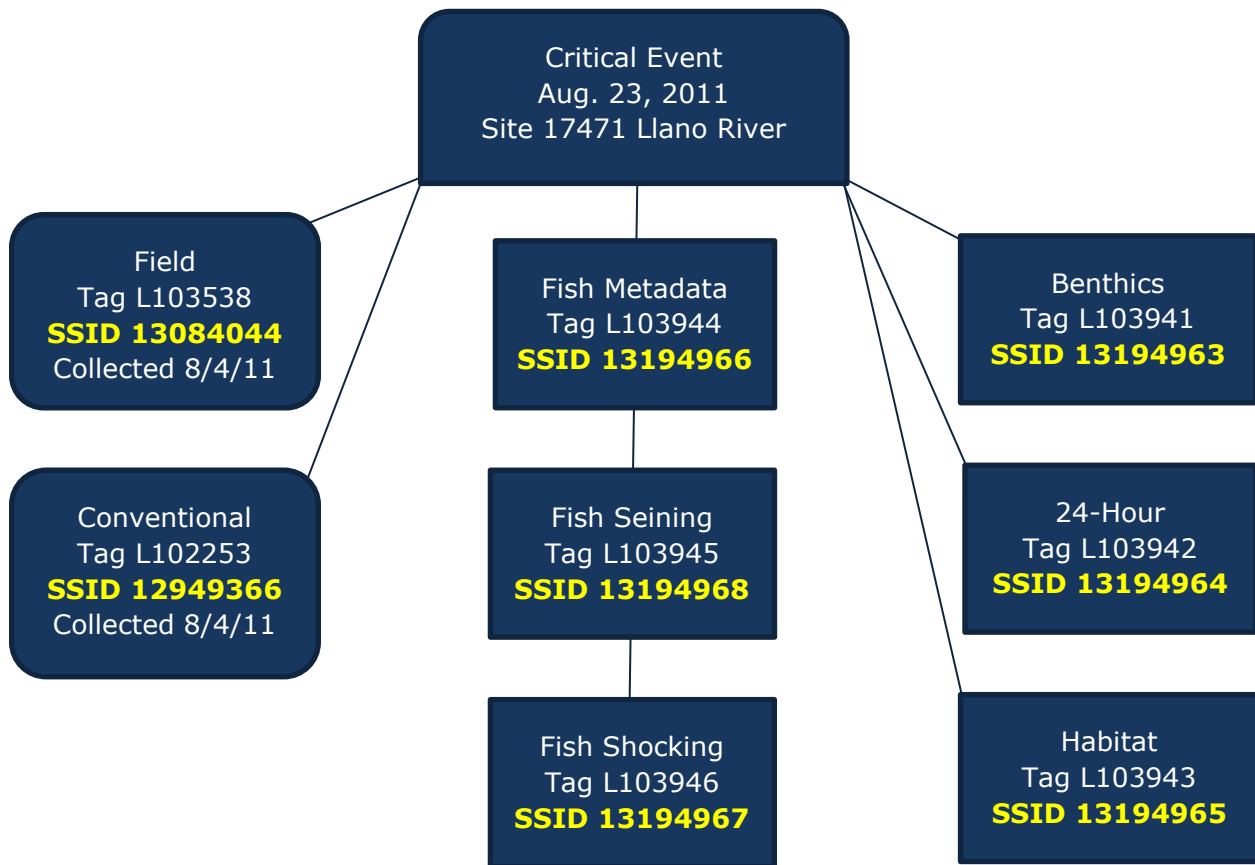 Critical Event
Aug. 23, 2011
Site 17471 Llano River
Field
Tag L103538
SSID 13084044
Collected 8/4/11
Conventional
Tag L102253
SSID 12949366
Collected 8/4/11
Fish Metadata
Tag L103944
SSID 13194966
Fish Seining
Tag L103945
SSID 13194968
Fish Shocking
Tag L103946
SSID 13194967
Benthics
Tag L103941
SSID 13194963
24-Hour
Tag L103942
SSID 13194964
Habitat
Tag L103943
SSID 13194965